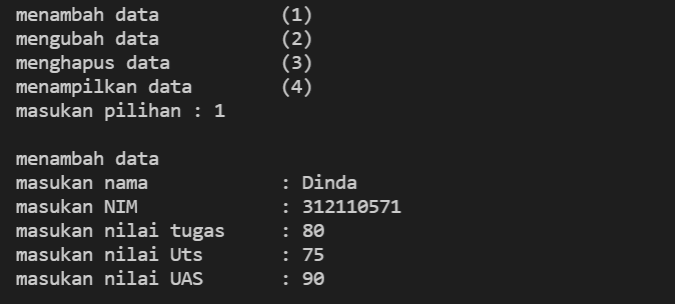 menambah data (1)
mengubah data (2)
menghapus data (3)
menampilkan data (4)
masukan pilihan : 1
menambah data
masukan nama : Dinda
masukan NIM : 312110571
masukan nilai tugas : 80
masukan nilai Uts : 75
masukan nilai UAS : 90